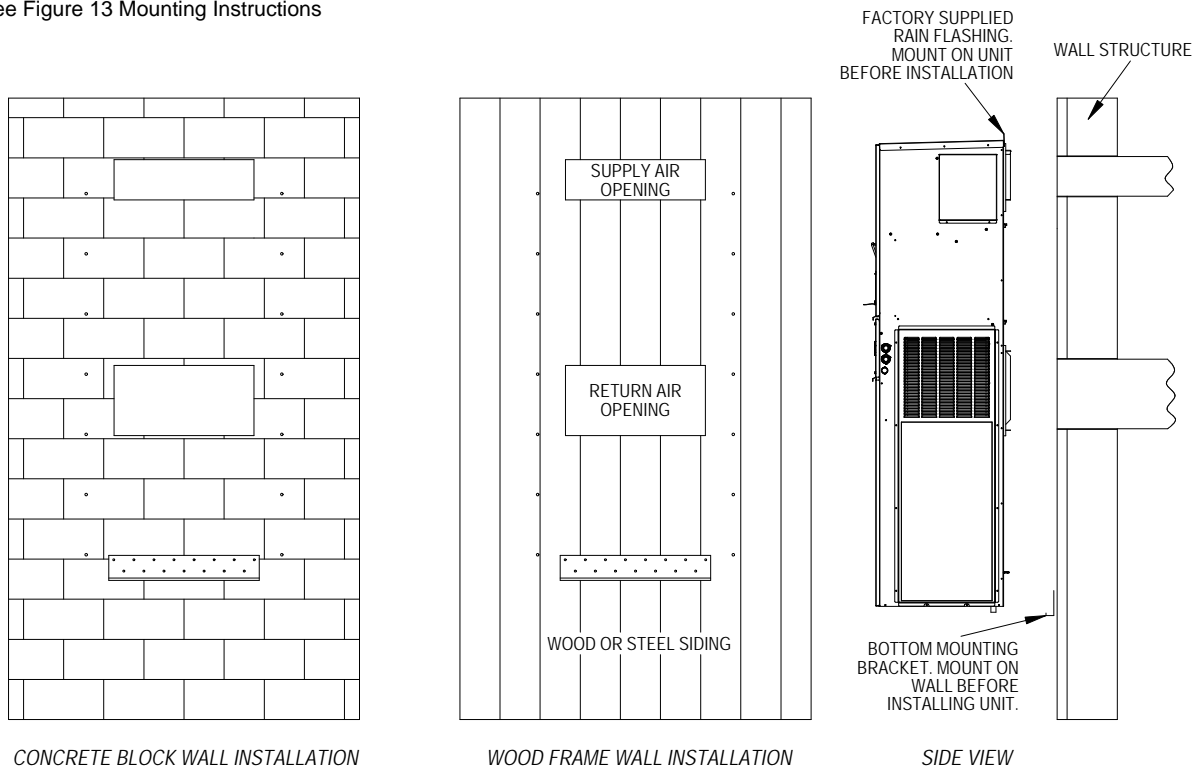 ee Figure 13 Mounting Instructions
FACTORY SUPPLIED
RAIN FLASHING.
MOUNT ON UNIT
BEFORE INSTALLATION
WALL STRUCTURE
SUPPLY AIR
OPENING
RETURN AIR
OPENING
WOOD OR STEEL SIDING
BOTTOM MOUNTING
BRACKET. MOUNT ON
WALL BEFORE
INSTALLING UNIT.
CONCRETE BLOCK WALL INSTALLATION
WOOD FRAME WALL INSTALLATION
SIDE VIEW